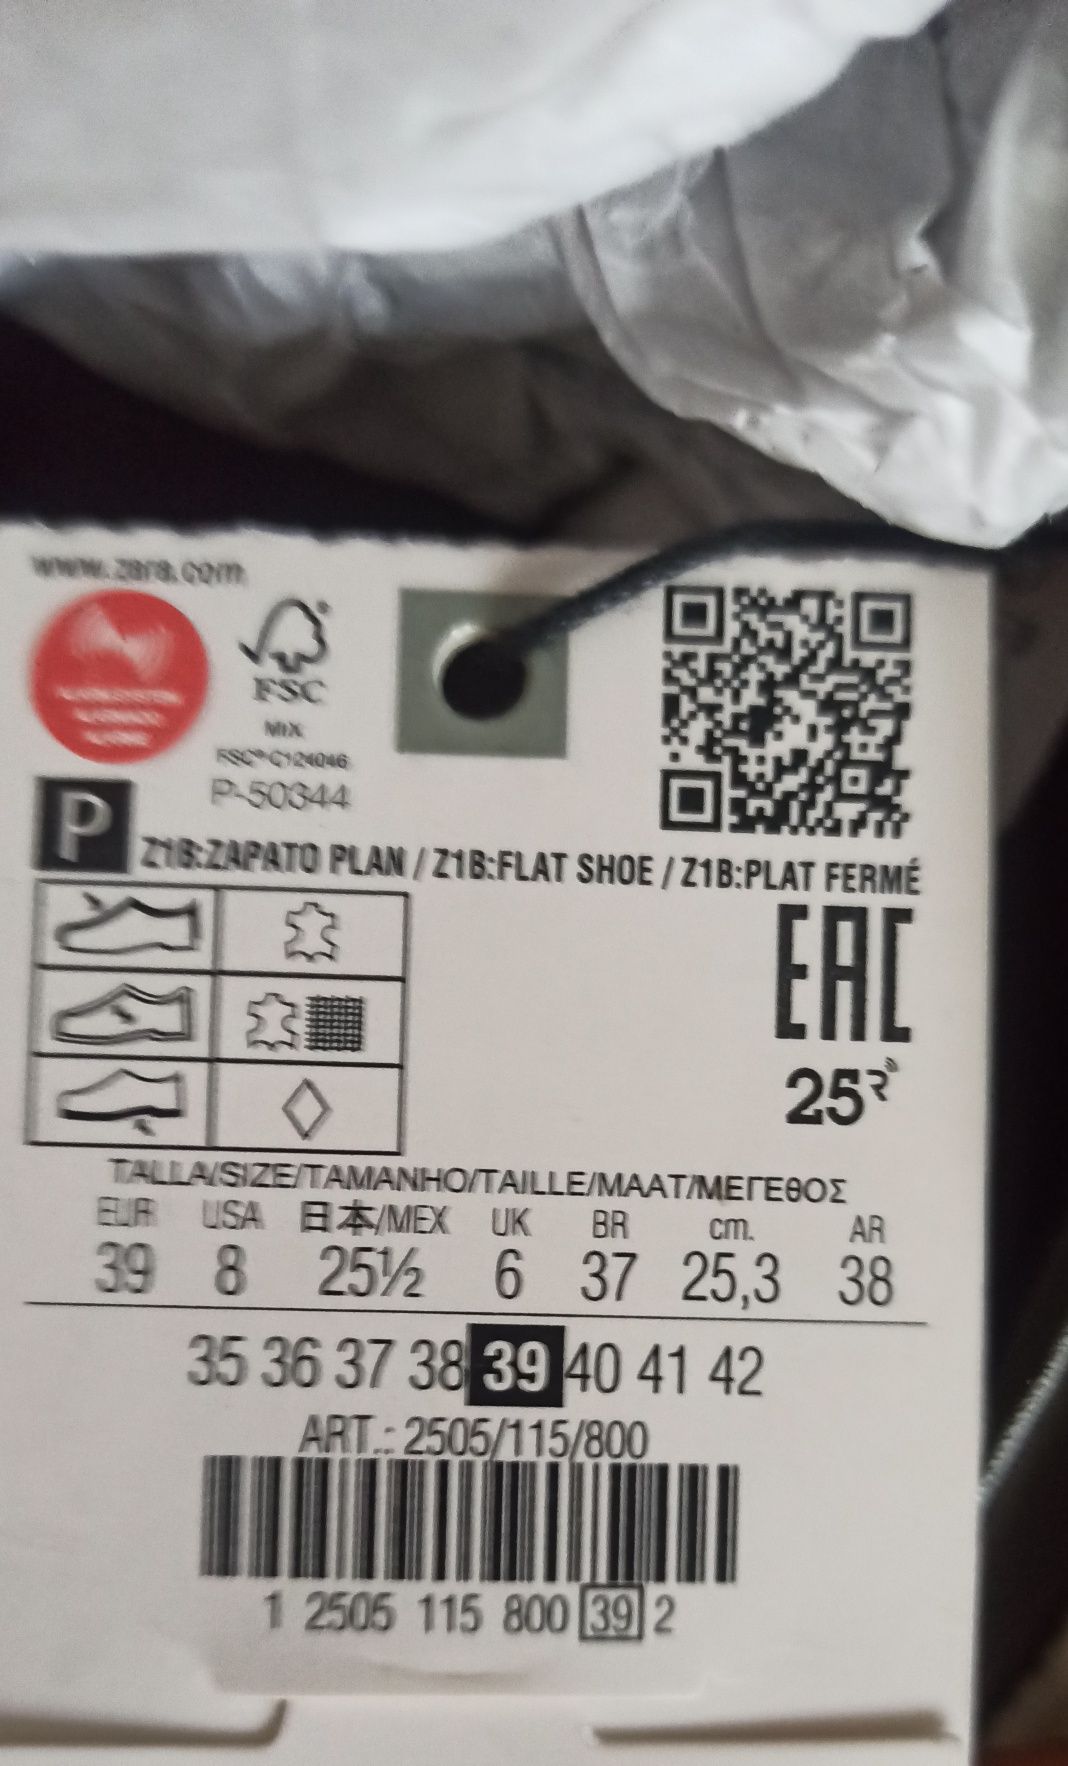 www.zara.com
FSC
MIX
FSC® C124046
P-50344
P
Z1B:ZAPATO PLAN / Z1B:FLAT SHOE / Z1B:PLAT FERMÉ
EAC
25
TALLA/SIZE/TAMANHO/TAILLE/MAAT/ΜΕΓΕΘΟΣ
EUR USA 日本/MEX UK BR cm. AR
39 8 25½ 6 37 25,3 38
35 36 37 38 39 40 41 42
ART.: 2505/115/800
1 2505 115 800 39 2